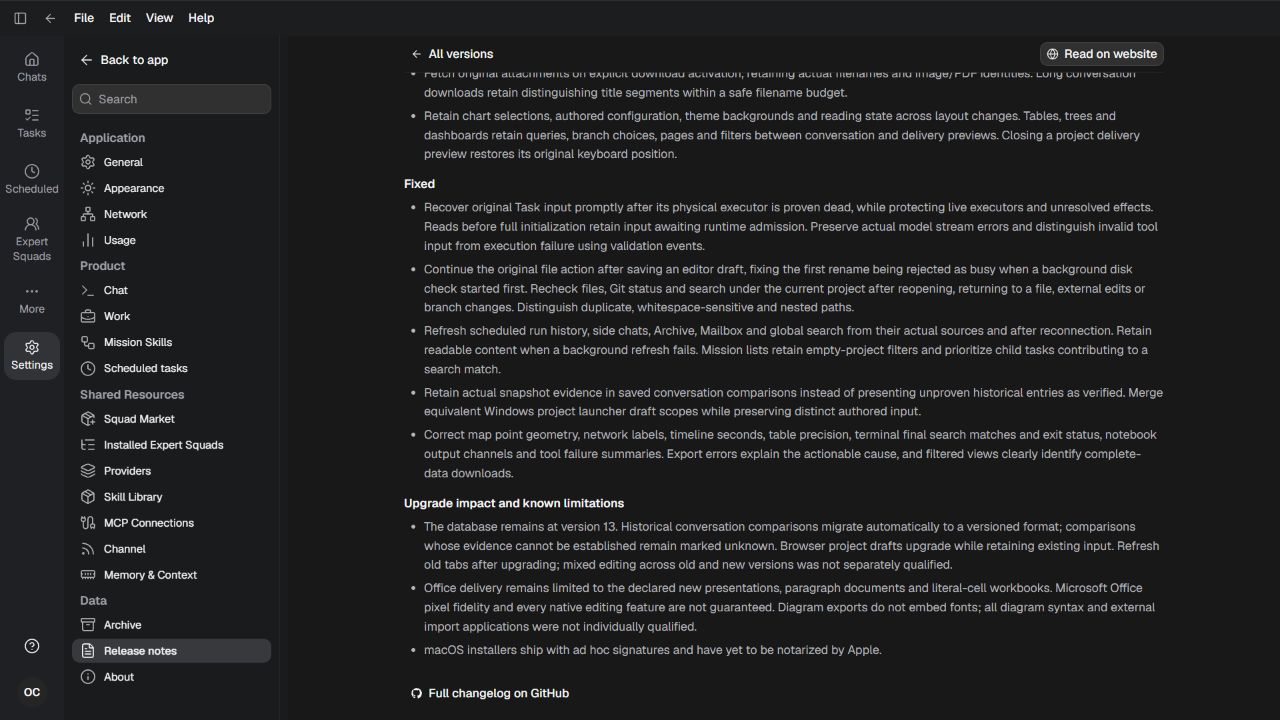 File Edit View Help
Chats
Tasks
Scheduled
Expert
Squads
More
Settings
OC
Back to app
Search
Application
General
Appearance
Network
Usage
Product
Chat
Work
Mission Skills
Scheduled tasks
Shared Resources
Squad Market
Installed Expert Squads
Providers
Skill Library
MCP Connections
Channel
Memory & Context
Data
Archive
Release notes
About
All versions
Read on website
Fetch original attachments on explicit download activation, retaining actual filenames and image/PDF identities. Long conversation
downloads retain distinguishing title segments within a safe filename budget.
Retain chart selections, authored configuration, theme backgrounds and reading state across layout changes. Tables, trees and
dashboards retain queries, branch choices, pages and filters between conversation and delivery previews. Closing a project delivery
preview restores its original keyboard position.
Fixed
Recover original Task input promptly after its physical executor is proven dead, while protecting live executors and unresolved effects.
Reads before full initialization retain input awaiting runtime admission. Preserve actual model stream errors and distinguish invalid tool
input from execution failure using validation events.
Continue the original file action after saving an editor draft, fixing the first rename being rejected as busy when a background disk
check started first. Recheck files, Git status and search under the current project after reopening, returning to a file, external edits or
branch changes. Distinguish duplicate, whitespace-sensitive and nested paths.
Refresh scheduled run history, side chats, Archive, Mailbox and global search from their actual sources and after reconnection. Retain
readable content when a background refresh fails. Mission lists retain empty-project filters and prioritize child tasks contributing to a
search match.
Retain actual snapshot evidence in saved conversation comparisons instead of presenting unproven historical entries as verified. Merge
equivalent Windows project launcher draft scopes while preserving distinct authored input.
Correct map point geometry, network labels, timeline seconds, table precision, terminal final search matches and exit status, notebook
output channels and tool failure summaries. Export errors explain the actionable cause, and filtered views clearly identify complete-
data downloads.
Upgrade impact and known limitations
The database remains at version 13. Historical conversation comparisons migrate automatically to a versioned format; comparisons
whose evidence cannot be established remain marked unknown. Browser project drafts upgrade while retaining existing input. Refresh
old tabs after upgrading; mixed editing across old and new versions was not separately qualified.
Office delivery remains limited to the declared new presentations, paragraph documents and literal-cell workbooks. Microsoft Office
pixel fidelity and every native editing feature are not guaranteed. Diagram exports do not embed fonts; all diagram syntax and external
import applications were not individually qualified.
macOS installers ship with ad hoc signatures and have yet to be notarized by Apple.
Full changelog on GitHub